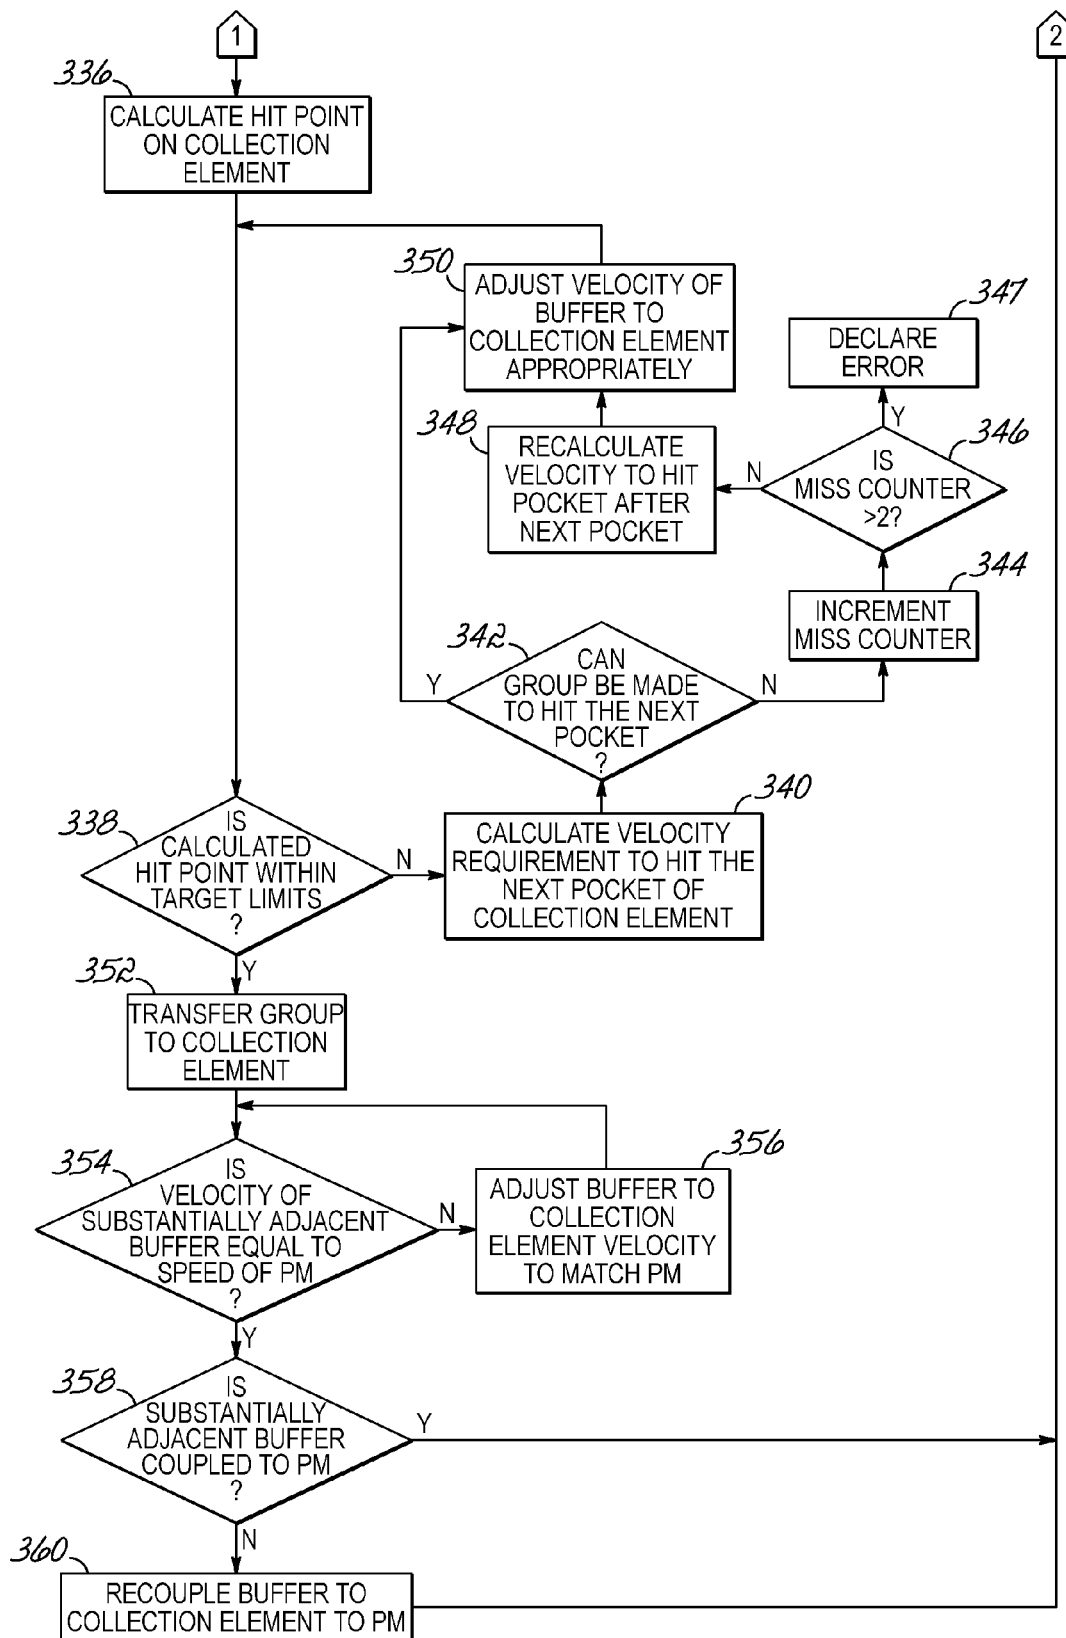 1
2
336
CALCULATE HIT POINT
ON COLLECTION
ELEMENT
350
ADJUST VELOCITY OF
BUFFER TO
COLLECTION ELEMENT
APPROPRIATELY
347
DECLARE
ERROR
Y
348
RECALCULATE
VELOCITY TO HIT
POCKET AFTER
NEXT POCKET
N
346
IS
MISS COUNTER
>2?
344
INCREMENT
MISS COUNTER
342
Y
CAN
GROUP BE MADE
TO HIT THE NEXT
POCKET
?
N
338
IS
CALCULATED
HIT POINT WITHIN
TARGET LIMITS
?
N
340
CALCULATE VELOCITY
REQUIREMENT TO HIT THE
NEXT POCKET OF
COLLECTION ELEMENT
Y
352
TRANSFER GROUP
TO COLLECTION
ELEMENT
354
IS
VELOCITY OF
SUBSTANTIALLY ADJACENT
BUFFER EQUAL TO
SPEED OF PM
?
N
356
ADJUST BUFFER TO
COLLECTION
ELEMENT VELOCITY
TO MATCH PM
Y
358
IS
SUBSTANTIALLY
ADJACENT BUFFER
COUPLED TO PM
?
Y
N
360
RECOUPLE BUFFER TO
COLLECTION ELEMENT TO PM